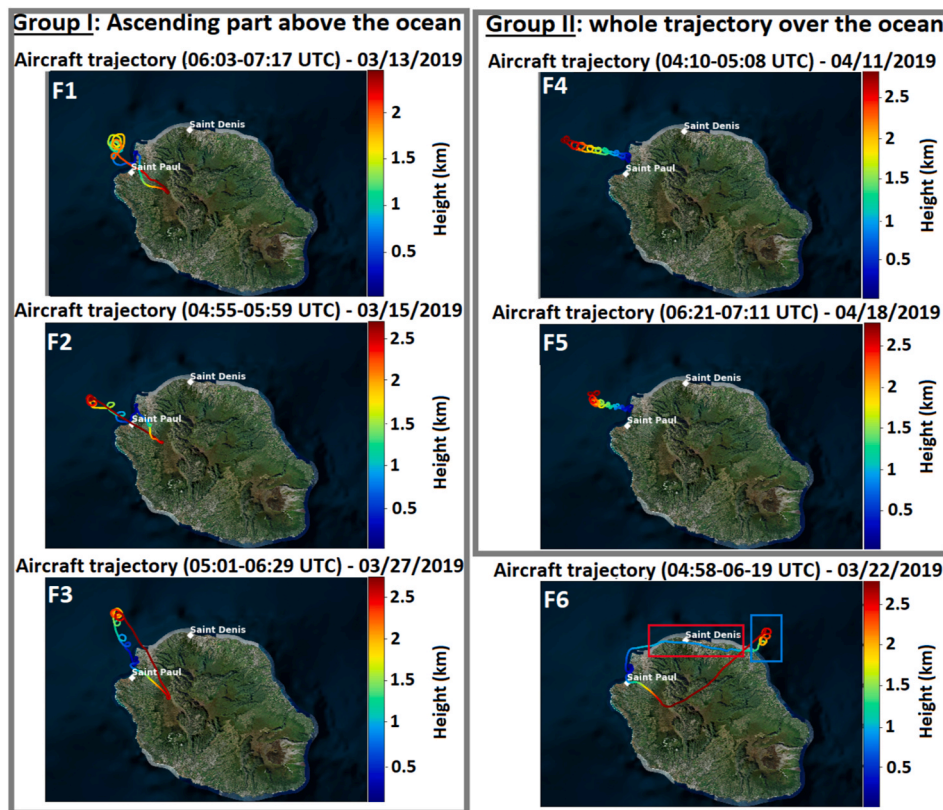 Group I: Ascending part above the ocean
Aircraft trajectory (06:03-07:17 UTC) - 03/13/2019
F1
Saint Denis
Saint Paul
2
1.5
1
0.5
Height (km)
Aircraft trajectory (04:55-05:59 UTC) - 03/15/2019
F2
Saint Denis
Saint Paul
2.5
2
1.5
1
0.5
Height (km)
Aircraft trajectory (05:01-06:29 UTC) - 03/27/2019
F3
Saint Denis
Saint Paul
2.5
2
1.5
1
0.5
Height (km)
Group II: whole trajectory over the ocean
Aircraft trajectory (04:10-05:08 UTC) - 04/11/2019
F4
Saint Denis
Saint Paul
2.5
2
1.5
1
0.5
Height (km)
Aircraft trajectory (06:21-07:11 UTC) - 04/18/2019
F5
Saint Denis
Saint Paul
2.5
2
1.5
1
0.5
Height (km)
Aircraft trajectory (04:58-06-19 UTC) - 03/22/2019
F6
Saint Denis
Saint Paul
2.5
2
1.5
1
0.5
Height (km)